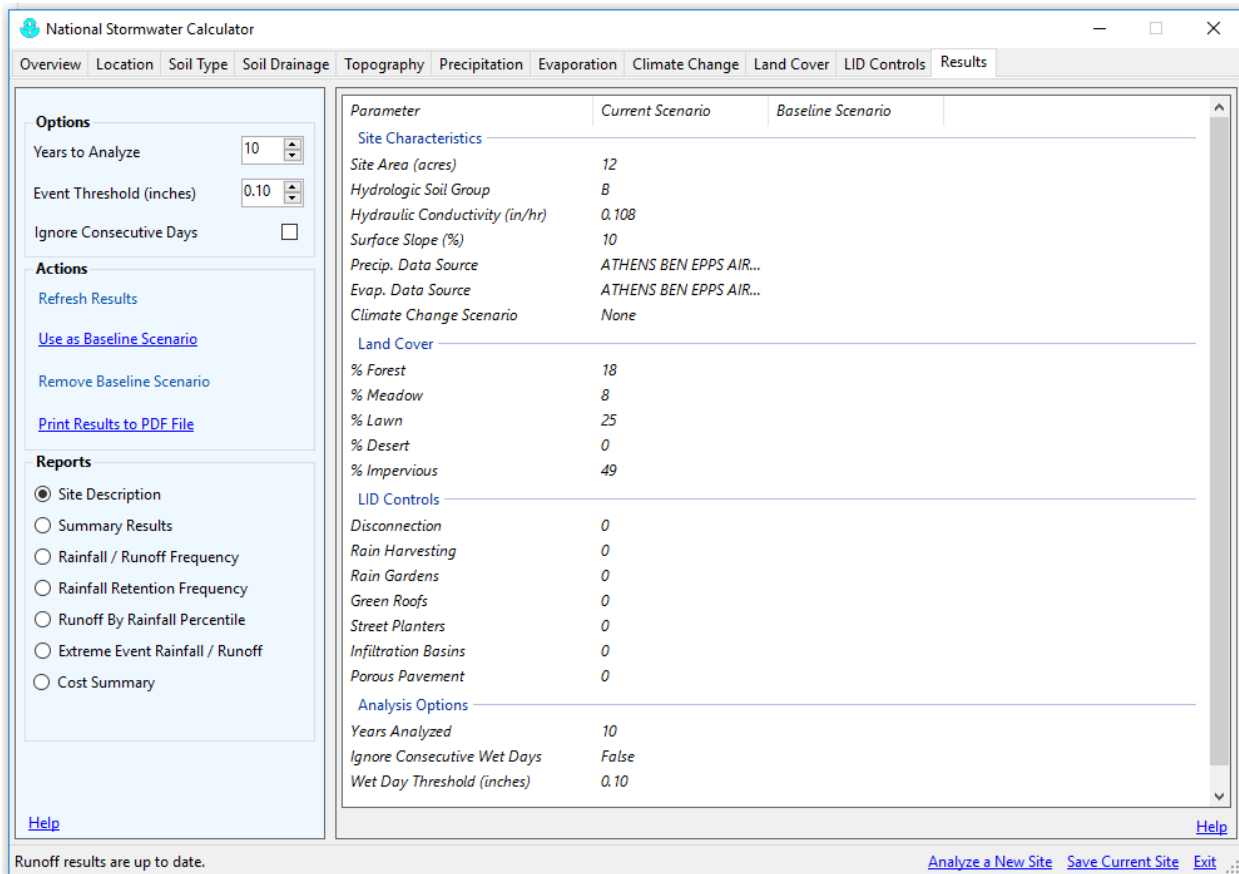 National Stormwater Calculator
Overview Location Soil Type Soil Drainage Topography Precipitation Evaporation Climate Change Land Cover LID Controls Results
Options
Years to Analyze 10
Event Threshold (inches) 0.10
Ignore Consecutive Days
Actions
Refresh Results
Use as Baseline Scenario
Remove Baseline Scenario
Print Results to PDF File
Reports
Site Description
Summary Results
Rainfall / Runoff Frequency
Rainfall Retention Frequency
Runoff By Rainfall Percentile
Extreme Event Rainfall / Runoff
Cost Summary
Help
Parameter Current Scenario Baseline Scenario
Site Characteristics
Site Area (acres) 12
Hydrologic Soil Group B
Hydraulic Conductivity (in/hr) 0.108
Surface Slope (%) 10
Precip. Data Source ATHENS BEN EPPS AIR...
Evap. Data Source ATHENS BEN EPPS AIR...
Climate Change Scenario None
Land Cover
% Forest 18
% Meadow 8
% Lawn 25
% Desert 0
% Impervious 49
LID Controls
Disconnection 0
Rain Harvesting 0
Rain Gardens 0
Green Roofs 0
Street Planters 0
Infiltration Basins 0
Porous Pavement 0
Analysis Options
Years Analyzed 10
Ignore Consecutive Wet Days False
Wet Day Threshold (inches) 0.10
Help
Runoff results are up to date. Analyze a New Site Save Current Site Exit